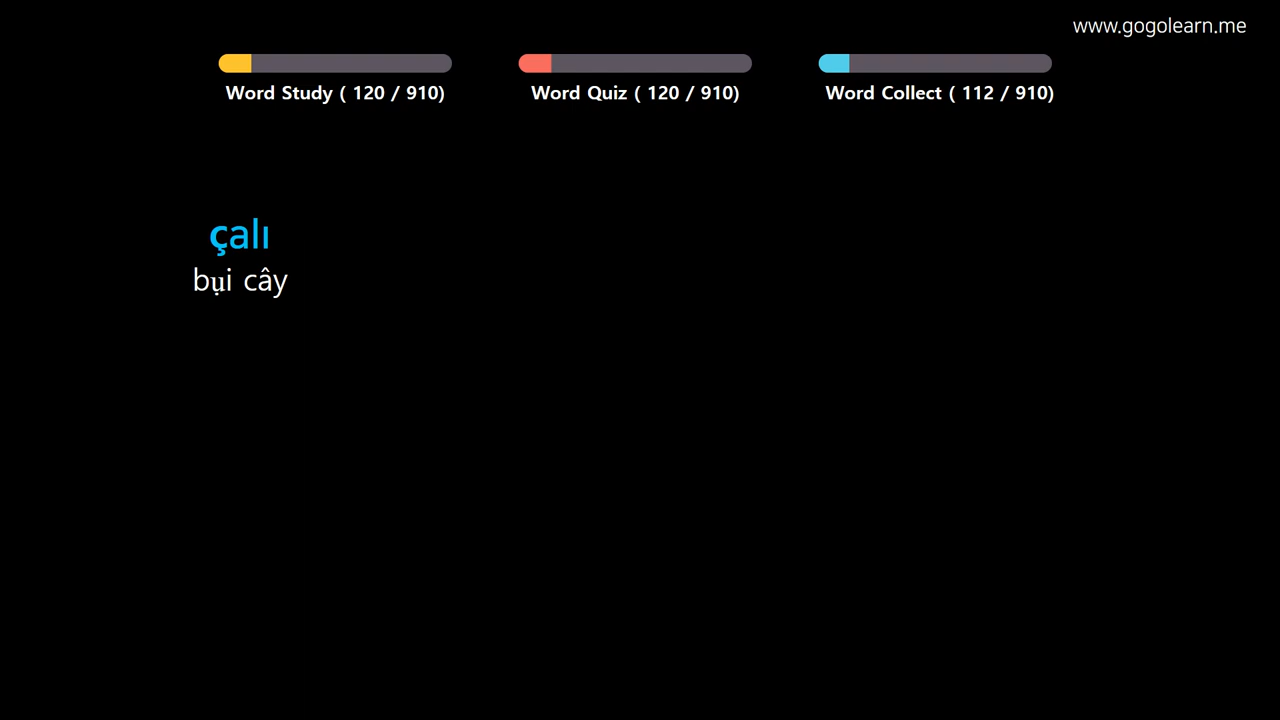 www.gogolearn.me
Word Study ( 120 / 910)
Word Quiz ( 120 / 910)
Word Collect ( 112 / 910)
çalı
bụi cây